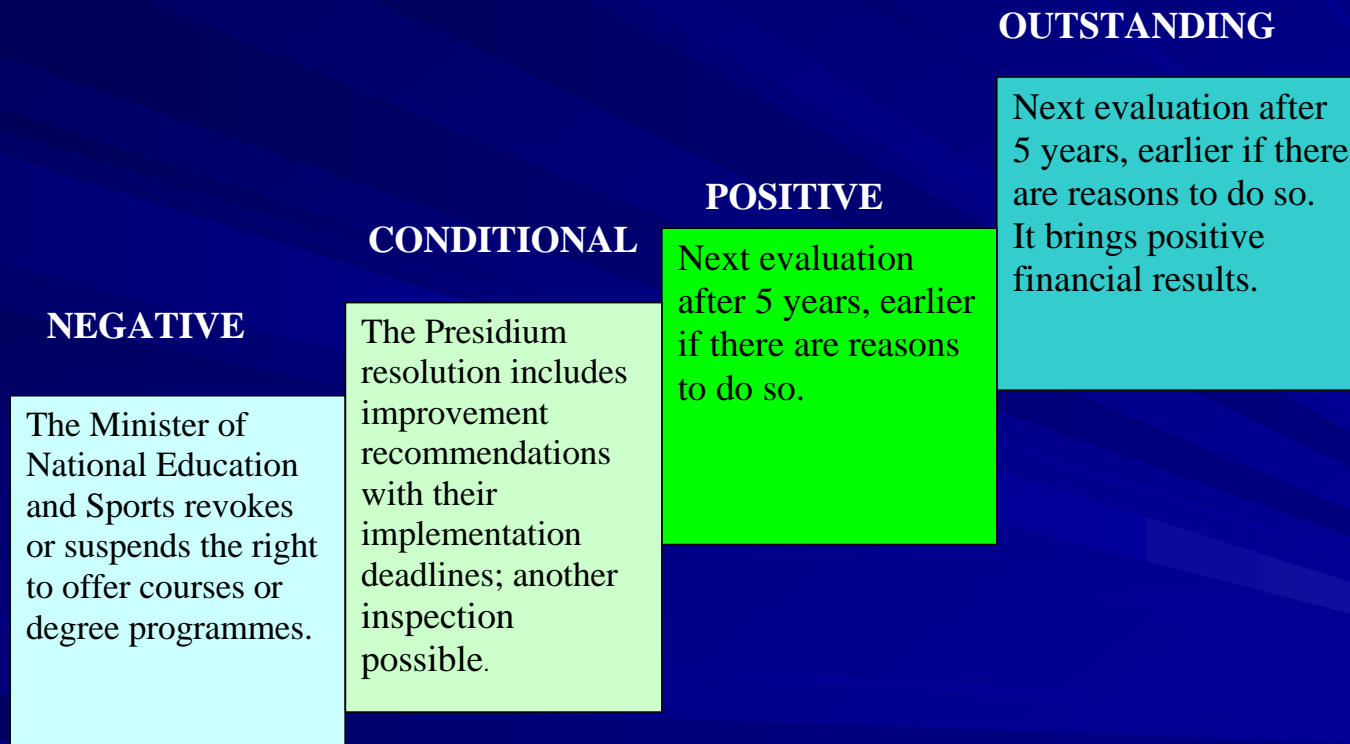 NEGATIVE
The Minister of
National Education
and Sports revokes
or suspends the right
to offer courses or
degree programmes.
CONDITIONAL
The Presidium
resolution includes
improvement
recommendations
with their
implementation
deadlines; another
inspection
possible.
POSITIVE
Next evaluation
after 5 years, earlier
if there are reasons
to do so.
OUTSTANDING
Next evaluation after
5 years, earlier if there
are reasons to do so.
It brings positive
financial results.